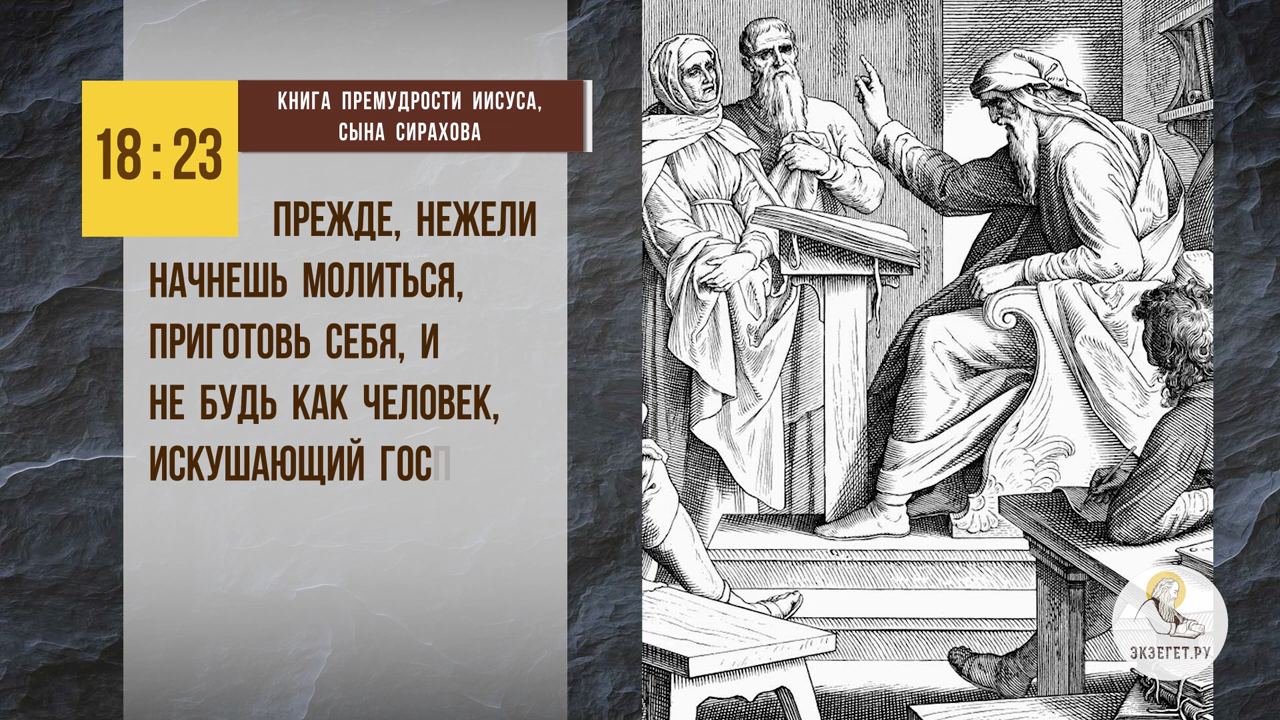 18:23
КНИГА ПРЕМУДРОСТИ ИИСУСА,
СЫНА СИРАХОВА
ПРЕЖДЕ, НЕЖЕЛИ
НАЧНЕШЬ МОЛИТЬСЯ,
ПРИГОТОВЬ СЕБЯ, И
НЕ БУДЬ КАК ЧЕЛОВЕК,
ИСКУШАЮЩИЙ ГОСП
ЭКЗЕГЕТ.РУ